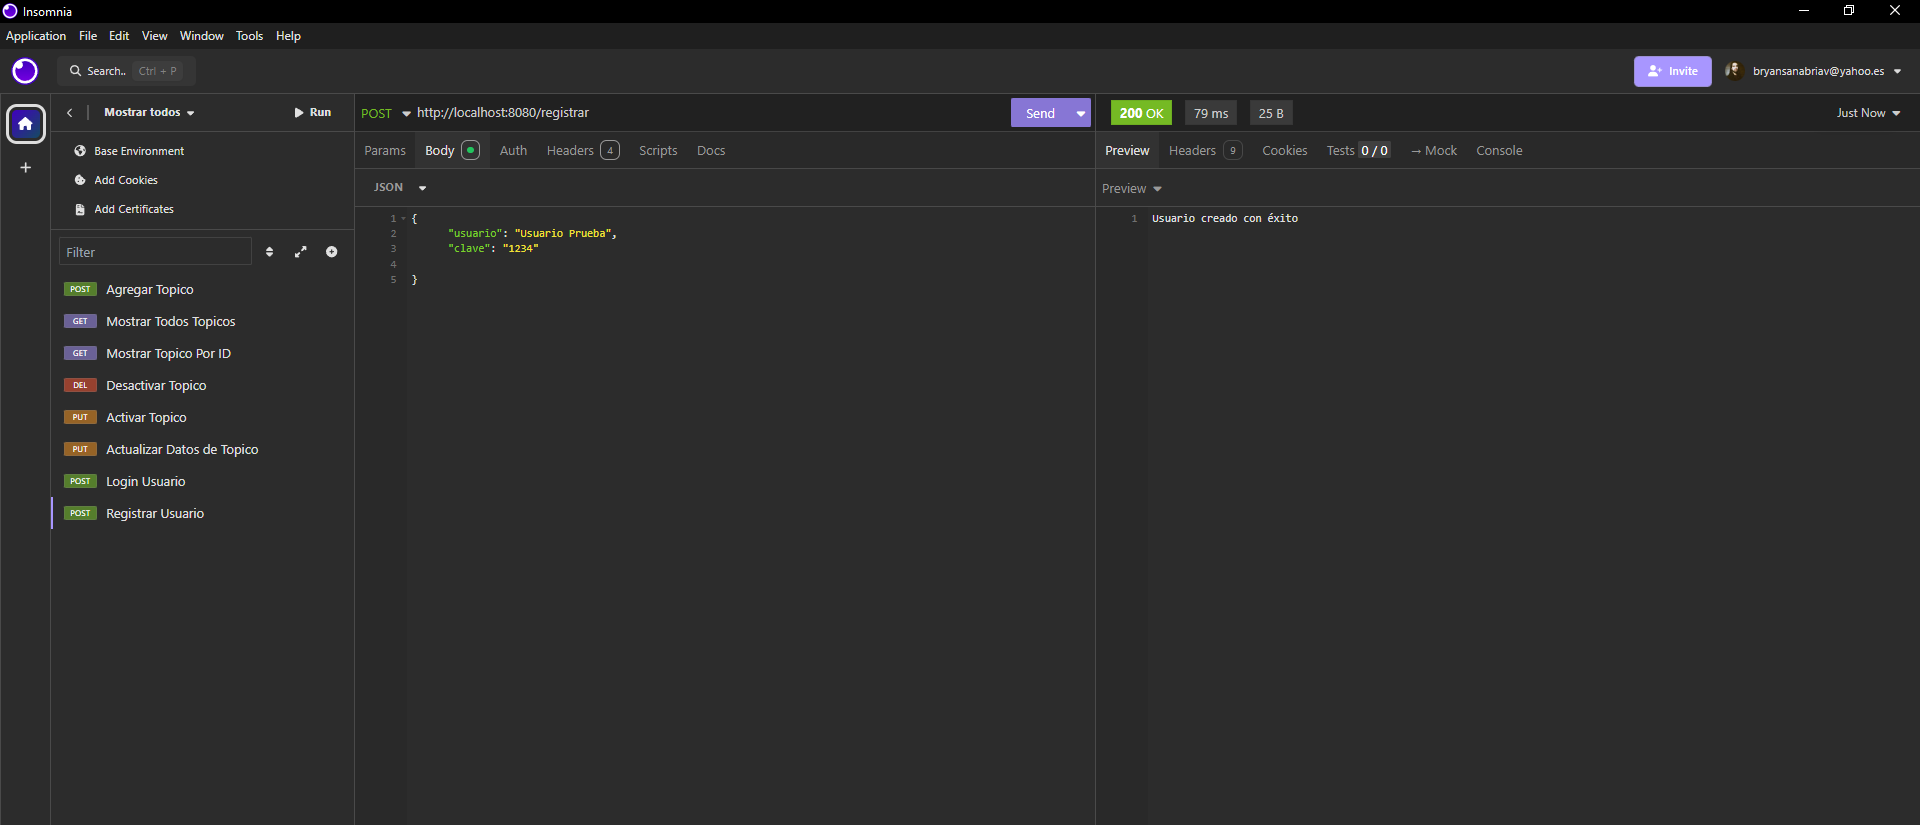 Insomnia
Application File Edit View Window Tools Help
Search.. Ctrl + P
Invite
bryansanabriav@yahoo.es
Mostrar todos
Run
Base Environment
Add Cookies
Add Certificates
Filter
POST Agregar Topico
GET Mostrar Todos Topicos
GET Mostrar Topico Por ID
DEL Desactivar Topico
PUT Activar Topico
PUT Actualizar Datos de Topico
POST Login Usuario
POST Registrar Usuario
POST http://localhost:8080/registrar
Send
Params Body Auth Headers 4 Scripts Docs
JSON
1 {
2 "usuario": "Usuario Prueba",
3 "clave": "1234"
4
5 }
200 OK 79 ms 25 B
Just Now
Preview Headers 9 Cookies Tests 0 / 0 → Mock Console
Preview
1 Usuario creado con éxito